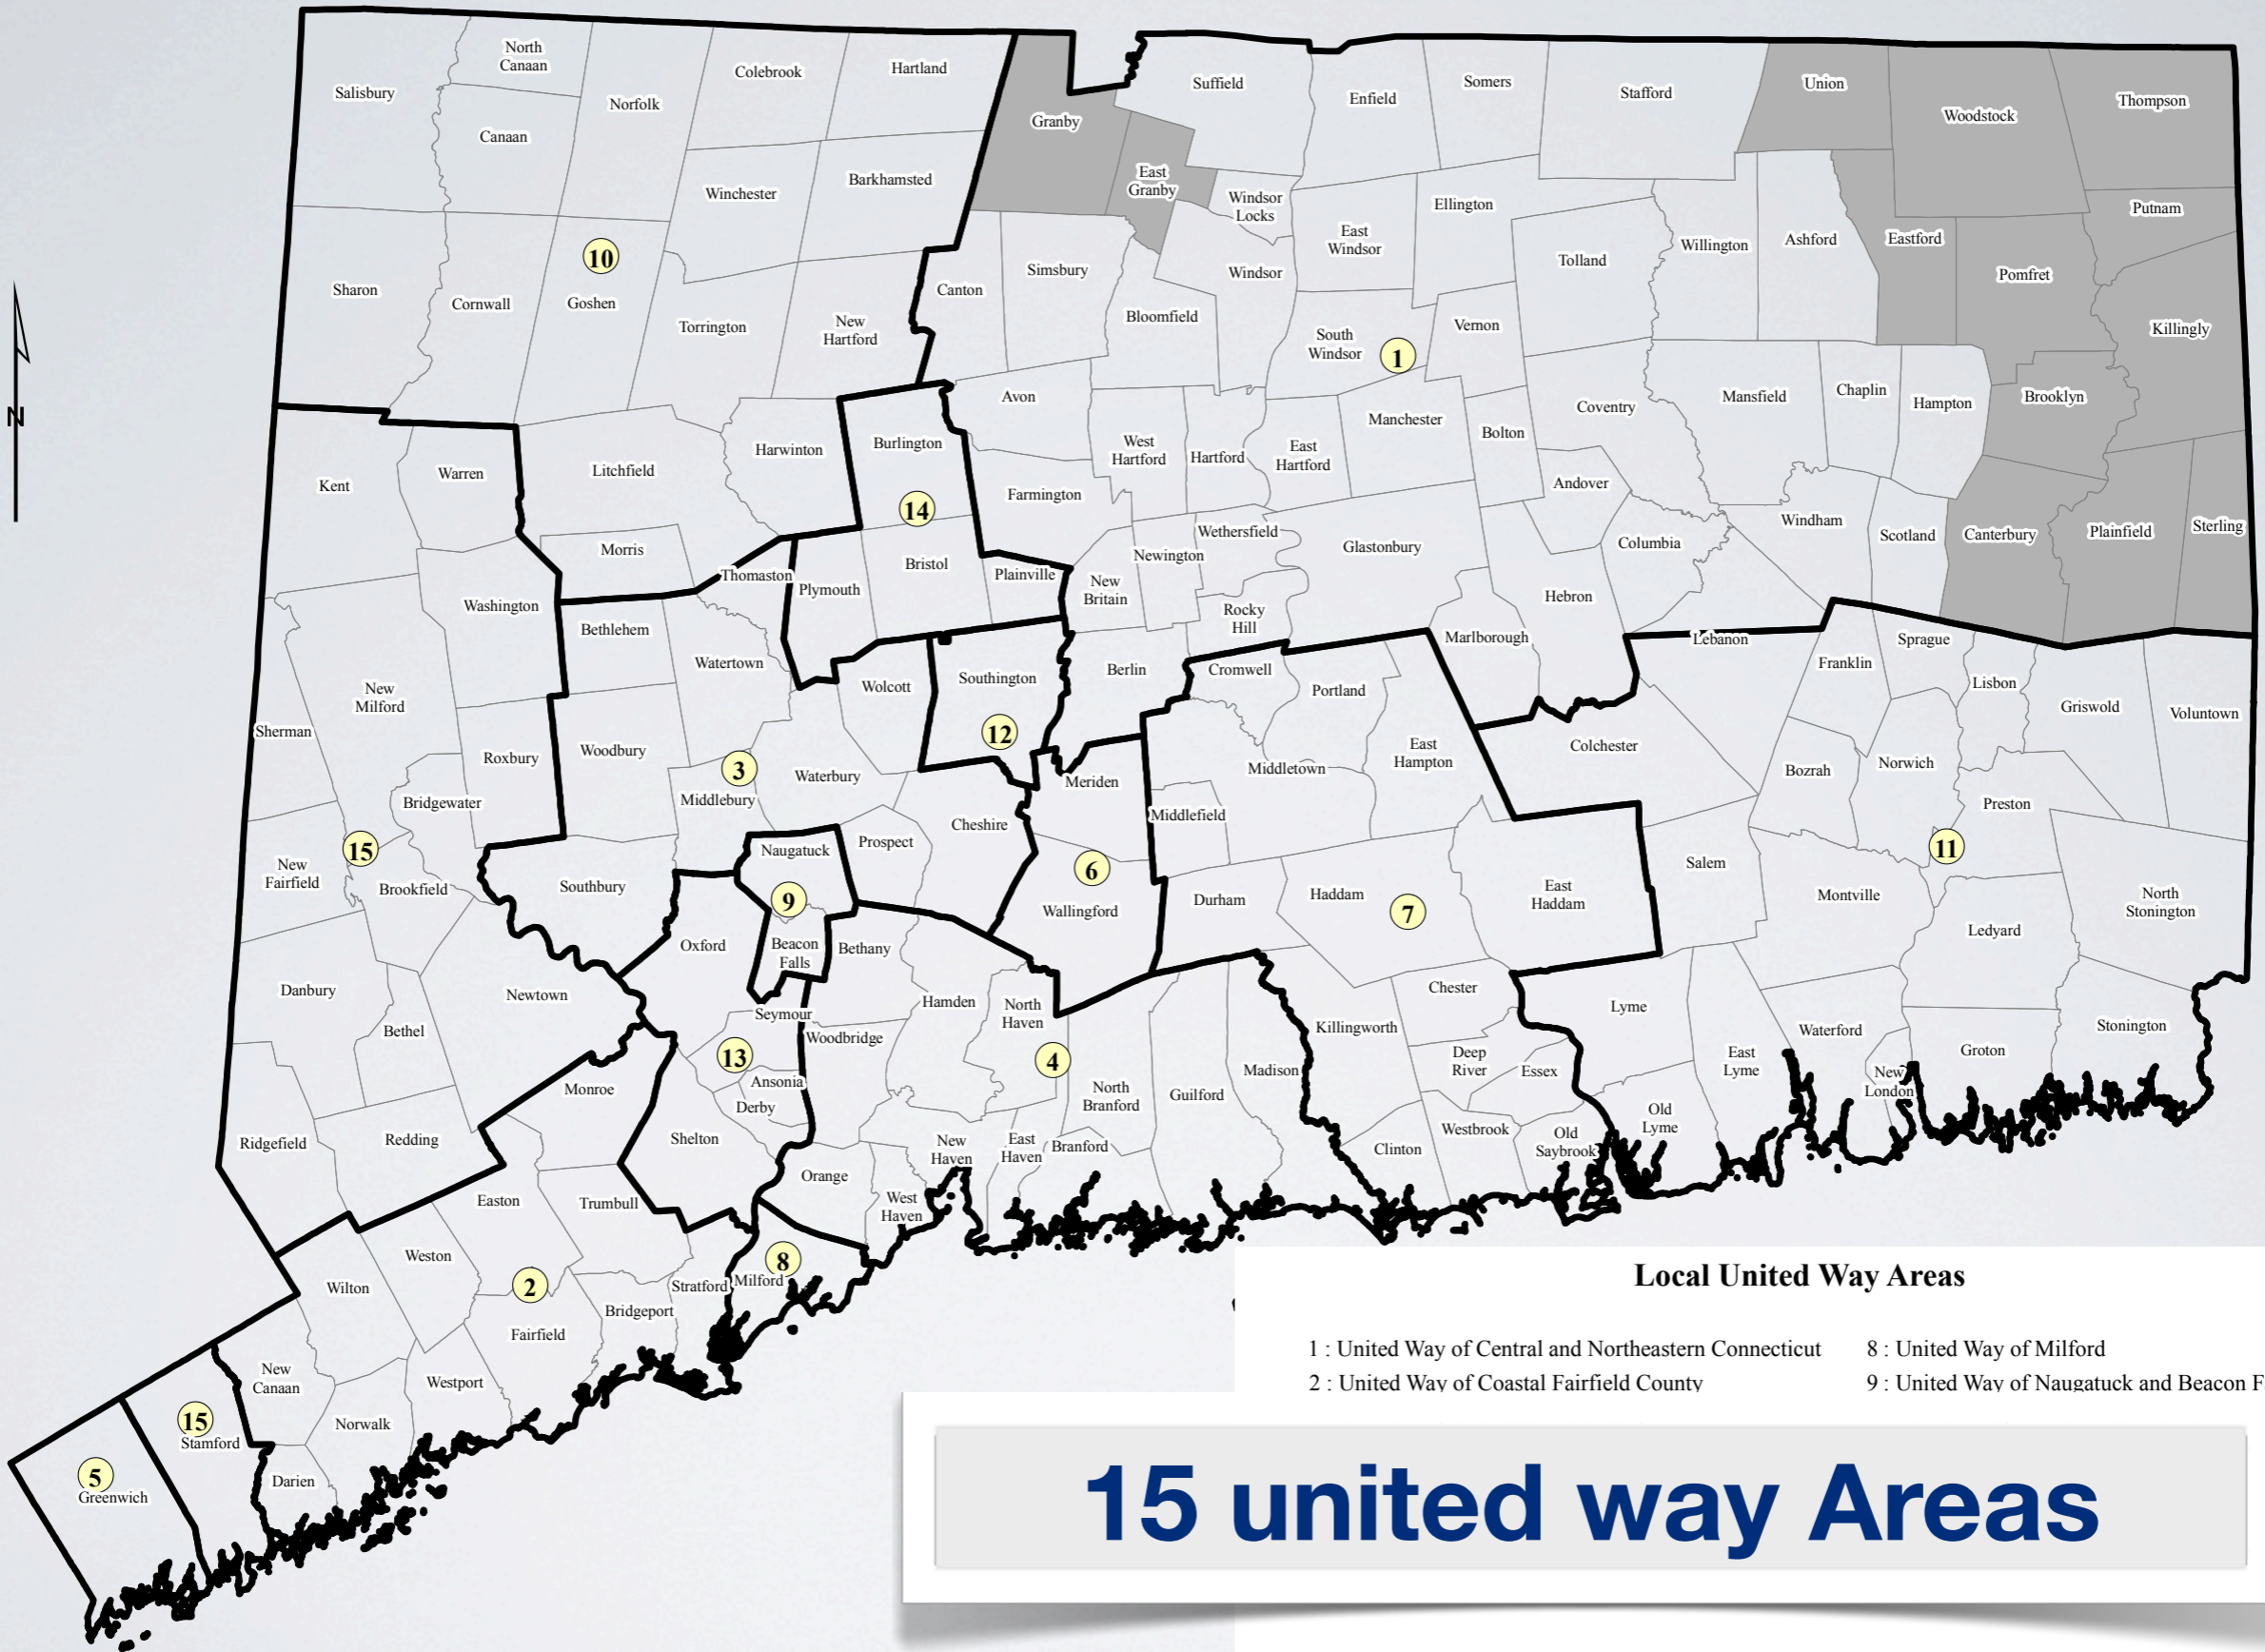 North
Canaan
Colebrook
Hartland
Salisbury
Norfolk
Canaan
Granby
Suffield
Enfield
Somers
Stafford
Union
Woodstock
Thompson
Winchester
Barkhamsted
East
Granby
Windsor
Locks
Ellington
Putnam
East
Windsor
Willington
Ashford
Eastford
10
Sharon
Cornwall
Goshen
Torrington
New
Hartford
Canton
Simsbury
Windsor
Tolland
Pomfret
Bloomfield
South
Windsor
1
Vernon
Killingly
N
Avon
Manchester
Coventry
Mansfield
Chaplin
Hampton
Brooklyn
Kent
Warren
Litchfield
Harwinton
Burlington
West
Hartford
Hartford
East
Hartford
Bolton
14
Farmington
Andover
Windham
Scotland
Canterbury
Plainfield
Sterling
Morris
Wethersfield
Newington
Glastonbury
Columbia
Thomaston
Plymouth
Bristol
Plainville
New
Britain
Rocky
Hill
Hebron
Washington
Bethlehem
Watertown
Marlborough
Lebanon
Sprague
New
Milford
Wolcott
Southington
Berlin
Cromwell
Portland
Franklin
Lisbon
Griswold
Voluntown
Sherman
12
Roxbury
Woodbury
3
Middlebury
Waterbury
Meriden
Middletown
East
Hampton
Colchester
Bozrah
Norwich
Bridgewater
Preston
15
Cheshire
Middlefield
New
Fairfield
Brookfield
Southbury
Naugatuck
Prospect
6
Salem
11
9
Wallingford
Durham
Haddam
7
East
Haddam
Montville
North
Stonington
Oxford
Beacon
Falls
Bethany
Ledyard
Danbury
Newtown
Hamden
North
Haven
Chester
Lyme
Bethel
Seymour
Woodbridge
Killingworth
Waterford
Stonington
13
4
Deep
River
Essex
East
Lyme
Groton
Monroe
Ansonia
Derby
North
Branford
Guilford
Madison
New
London
Ridgefield
Redding
Shelton
New
Haven
East
Haven
Branford
Clinton
Westbrook
Old
Saybrook
Old
Lyme
Easton
Trumbull
Orange
West
Haven
Weston
8
Wilton
2
Stratford
Milford
Bridgeport
Fairfield
New
Canaan
Westport
15
Stamford
Norwalk
5
Greenwich
Darien
Local United Way Areas
1 : United Way of Central and Northeastern Connecticut
8 : United Way of Milford
2 : United Way of Coastal Fairfield County
9 : United Way of Naugatuck and Beacon F
15 united way Areas